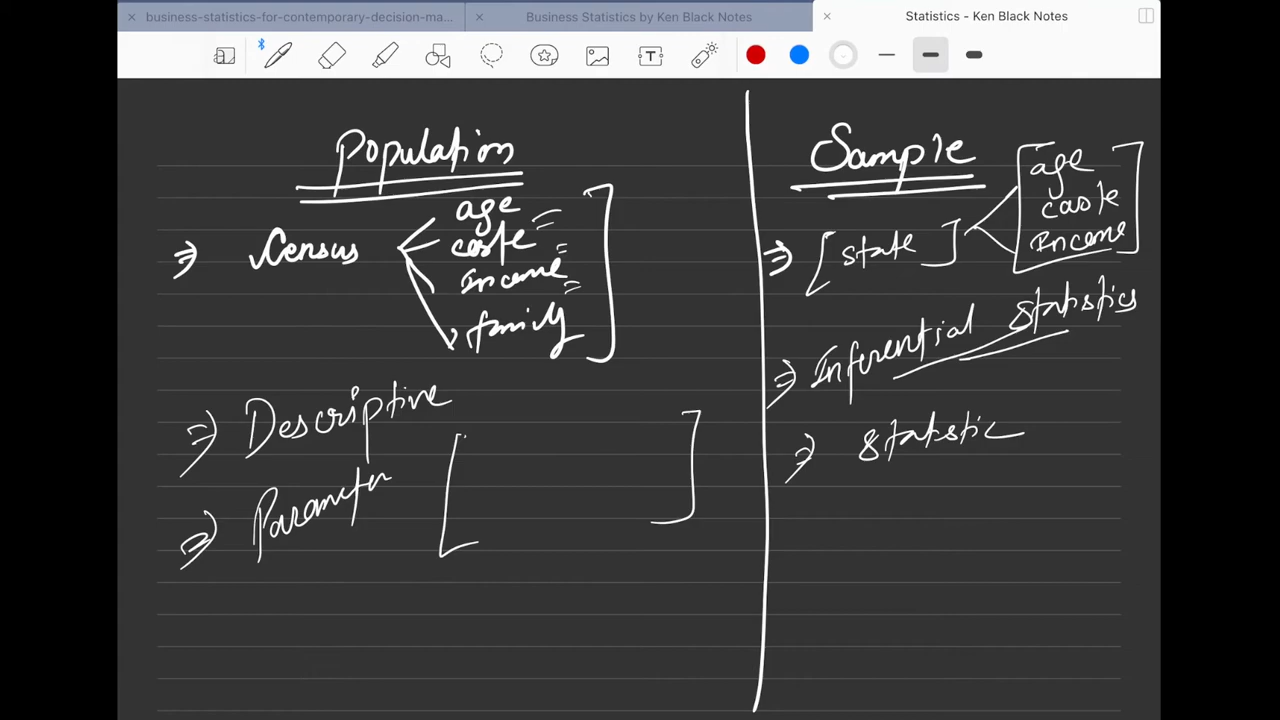 business-statistics-for-contemporary-decision-ma...
Business Statistics by Ken Black Notes
Statistics - Ken Black Notes
Population
Census
age
caste
Income
family
Descriptive
Parameter
Sample
[state]
age
caste
Income
Inferential Statistics
Statistic